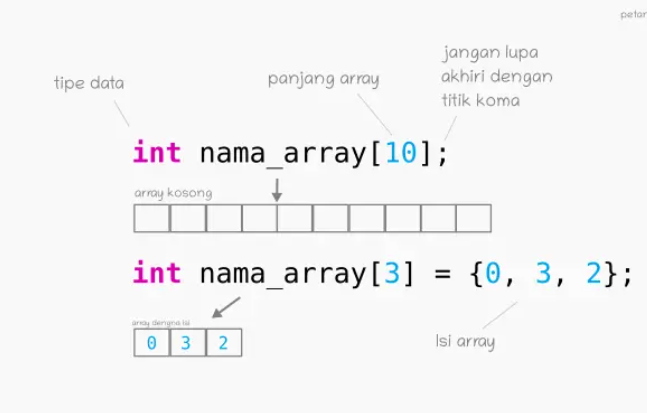 petan
jangan lupa
akhiri dengan
titik koma
panjang array
tipe data
int nama_array[10];
array kosong
int nama_array[3] = {0, 3, 2};
array dengna Isi
0 3 2
Isi array